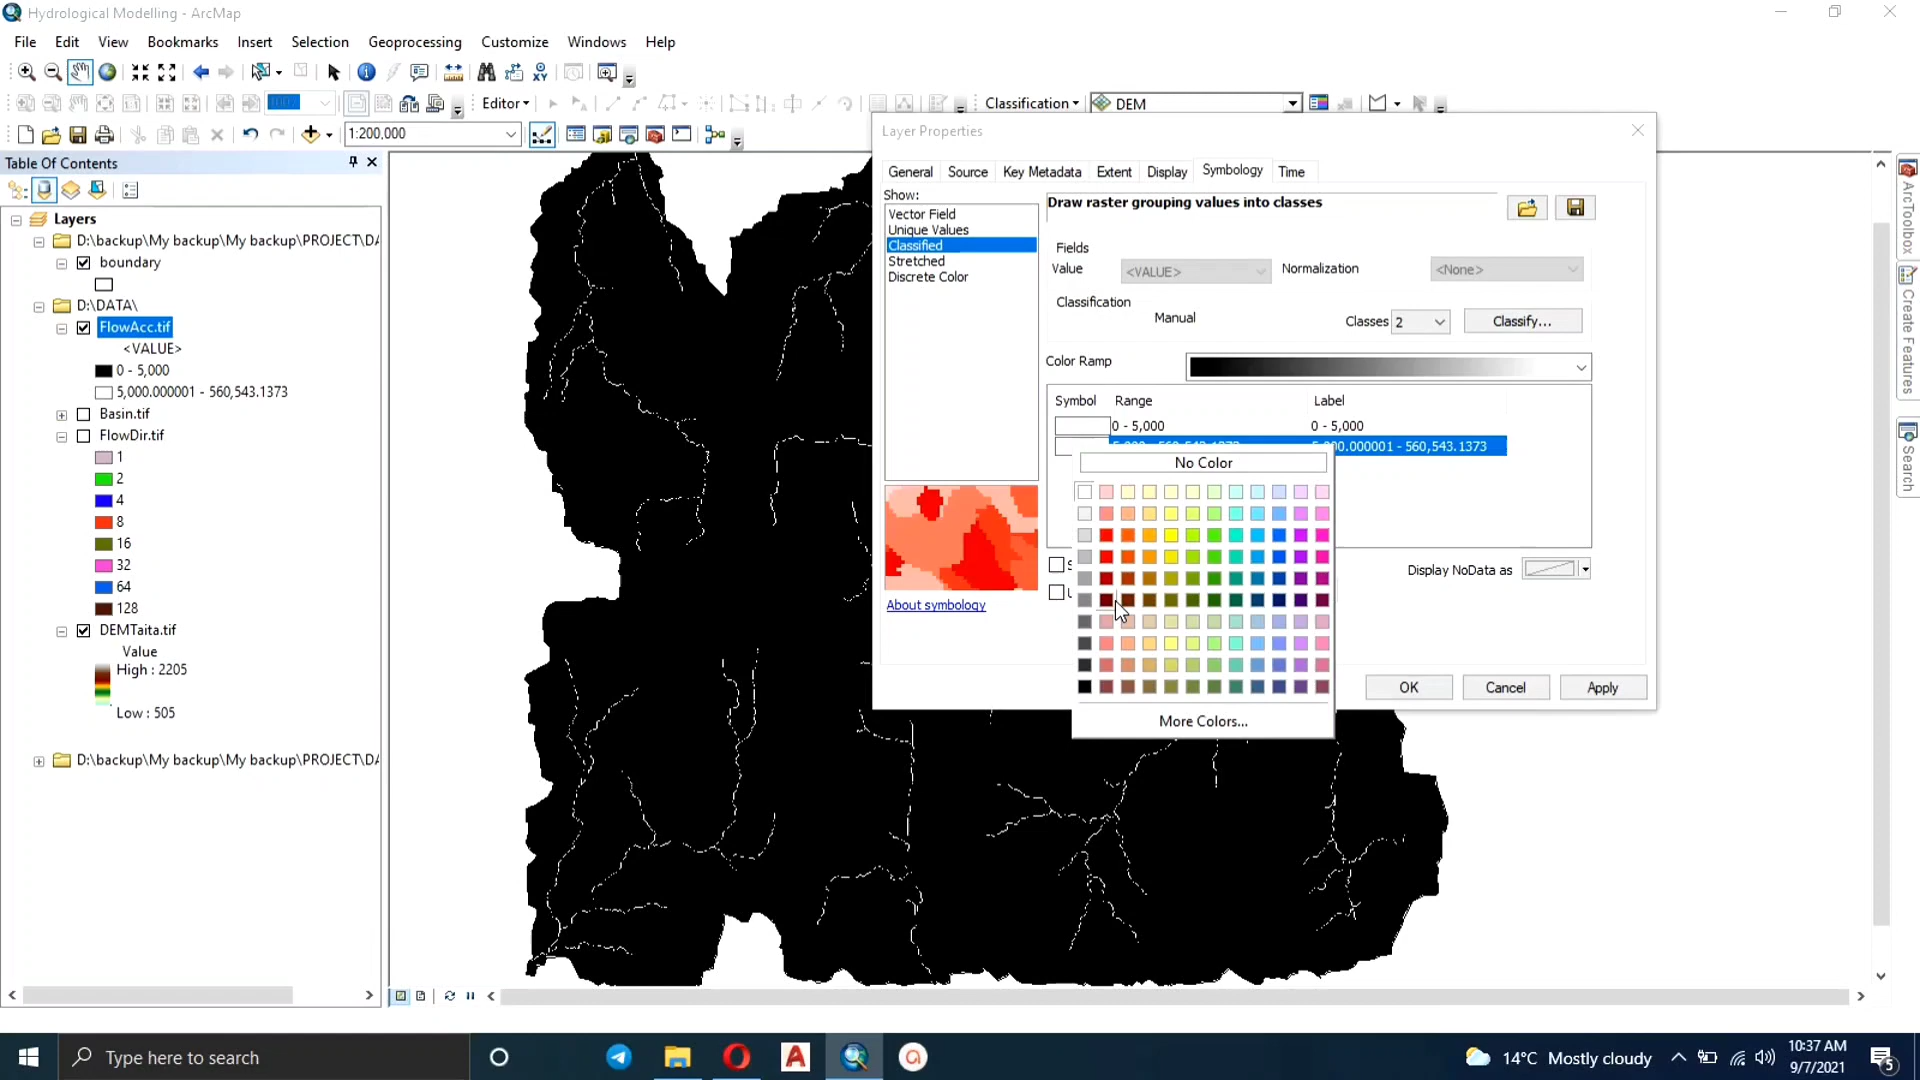 Hydrological Modelling - ArcMap
File Edit View Bookmarks Insert Selection Geoprocessing Customize Windows Help
Editor Classification DEM
1:200,000
Table Of Contents
Layers
D:\backup\My backup\My backup\PROJECT\DA
boundary
D:\DATA\
FlowAcc.tif
<VALUE>
0 - 5,000
5,000.000001 - 560,543.1373
Basin.tif
FlowDir.tif
1
2
4
8
16
32
64
128
DEMTaita.tif
Value
High : 2205
Low : 505
D:\backup\My backup\My backup\PROJECT\DA
Layer Properties
General Source Key Metadata Extent Display Symbology Time
Show:
Vector Field
Unique Values
Classified
Stretched
Discrete Color
About symbology
Draw raster grouping values into classes
Fields
Value <VALUE> Normalization <None>
Classification
Manual Classes 2 Classify...
Color Ramp
Symbol Range Label
0 - 5,000 0 - 5,000
000001 - 560,543.1373
No Color
More Colors...
Display NoData as
OK Cancel Apply
ArcToolbox
Create Features
Search
Type here to search
14°C Mostly cloudy
10:37 AM
9/7/2021
5